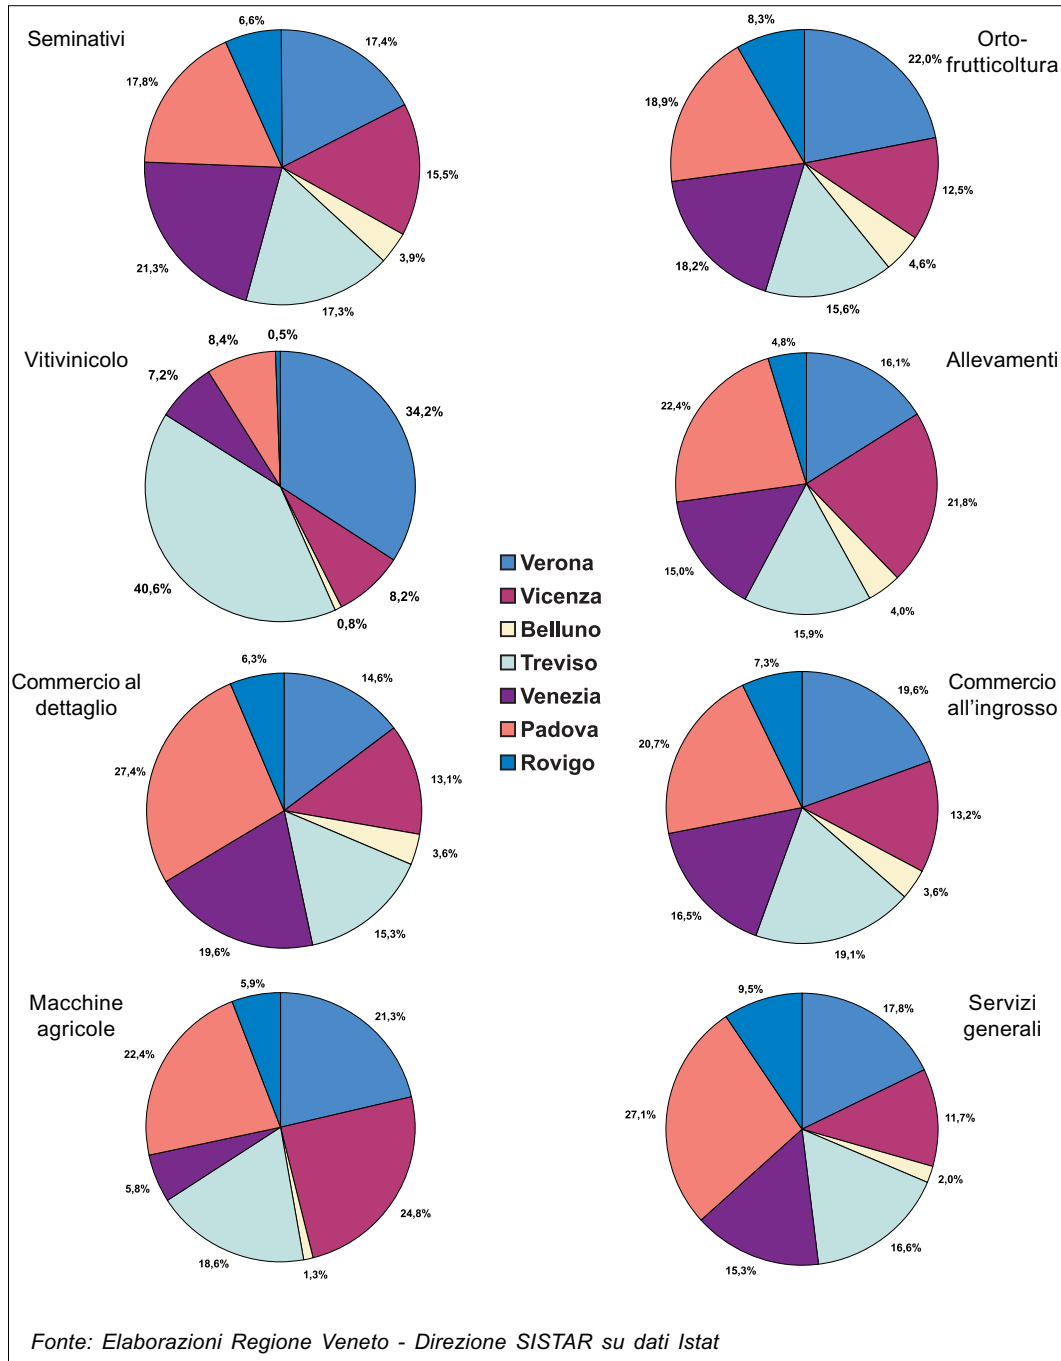 Seminativi
6,6%
17,4%
17,8%
15,5%
3,9%
21,3%
17,3%
Orto-
frutticoltura
8,3%
22,0%
18,9%
12,5%
18,2%
4,6%
15,6%
Vitivinicolo
8,4%
0,5%
7,2%
34,2%
40,6%
8,2%
0,8%
Allevamenti
4,8%
16,1%
22,4%
21,8%
15,0%
4,0%
15,9%
Verona
Vicenza
Belluno
Treviso
Venezia
Padova
Rovigo
Commercio al
dettaglio
6,3%
14,6%
27,4%
13,1%
3,6%
15,3%
19,6%
Commercio
all'ingrosso
7,3%
19,6%
20,7%
13,2%
3,6%
16,5%
19,1%
Macchine
agricole
5,9%
21,3%
22,4%
5,8%
24,8%
18,6%
1,3%
Servizi
generali
9,5%
17,8%
27,1%
11,7%
2,0%
16,6%
15,3%
Fonte: Elaborazioni Regione Veneto - Direzione SISTAR su dati Istat